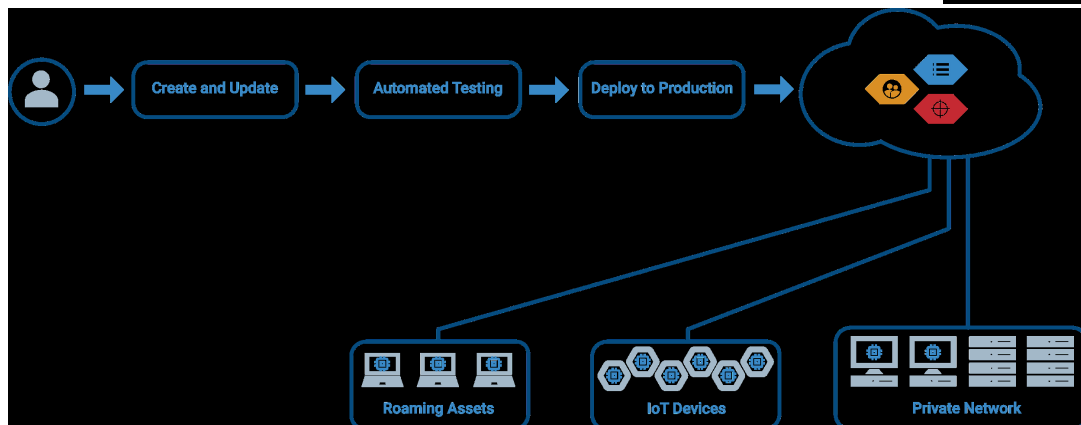 Create and Update
Automated Testing
Deploy to Production
Roaming Assets
IoT Devices
Private Network